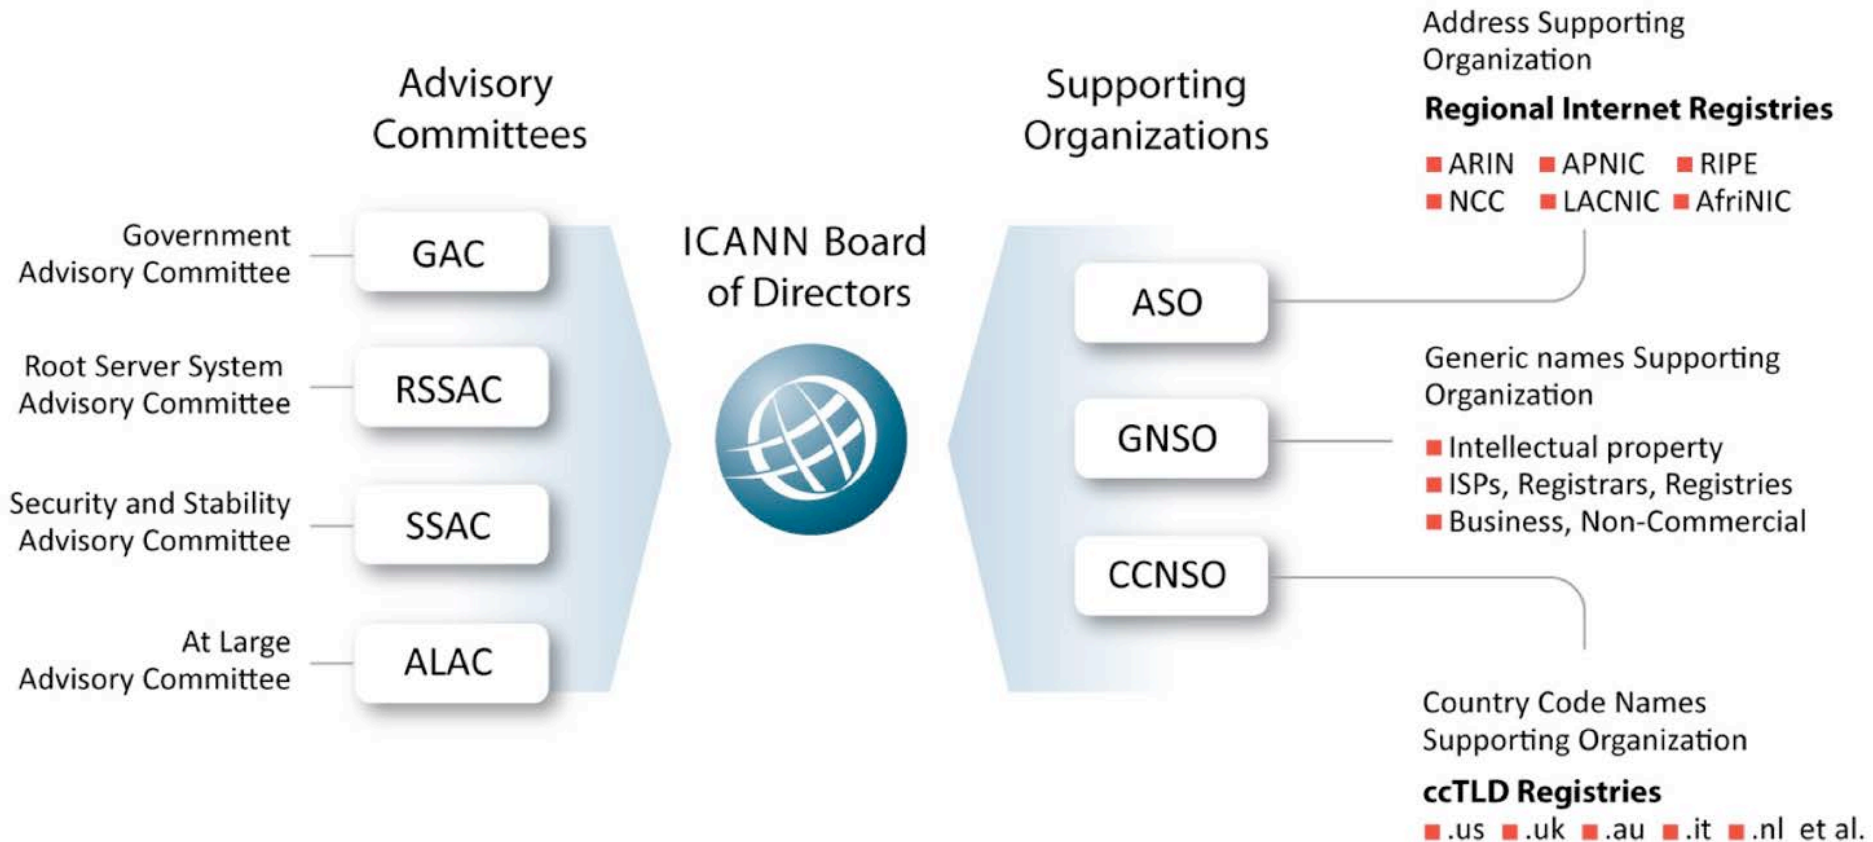 Advisory
Committees
Government
Advisory Committee
GAC
Root Server System
Advisory Committee
RSSAC
Security and Stability
Advisory Committee
SSAC
At Large
Advisory Committee
ALAC
ICANN Board
of Directors
Supporting
Organizations
ASO
GNSO
CCNSO
Address Supporting
Organization
Regional Internet Registries
ARIN APNIC RIPE
NCC LACNIC AfriNIC
Generic names Supporting
Organization
Intellectual property
ISPs, Registrars, Registries
Business, Non-Commercial
Country Code Names
Supporting Organization
ccTLD Registries
.us .uk .au .it .nl et al.